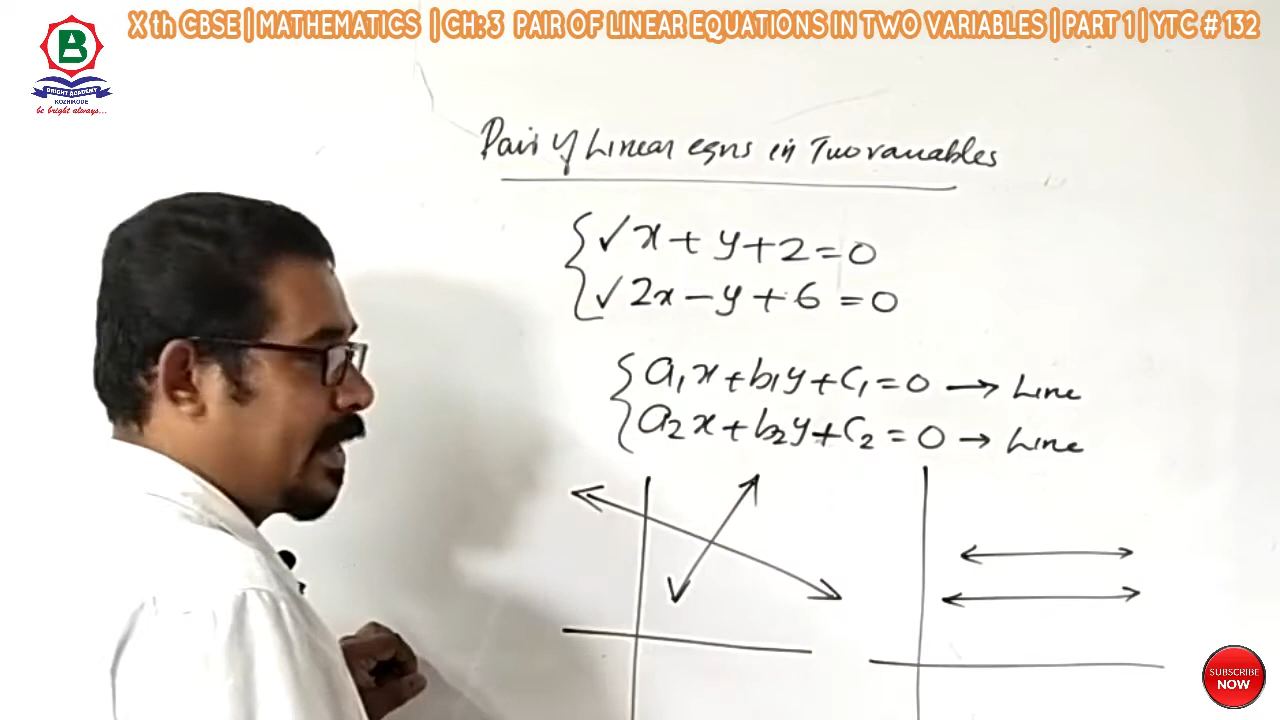 X th CBSE | MATHEMATICS | CH: 3 PAIR OF LINEAR EQUATIONS IN TWO VARIABLES | PART 1 | YTC # 132
B
BRIGHT ACADEMY
KOZHIKODE
be bright always...
Pair of Linear eqns in Two variables
✓ x + y + 2 = 0
✓ 2x - y + 6 = 0
a₁x + b₁y + c₁ = 0 → Line
a₂x + b₂y + c₂ = 0 → Line
SUBSCRIBE
NOW